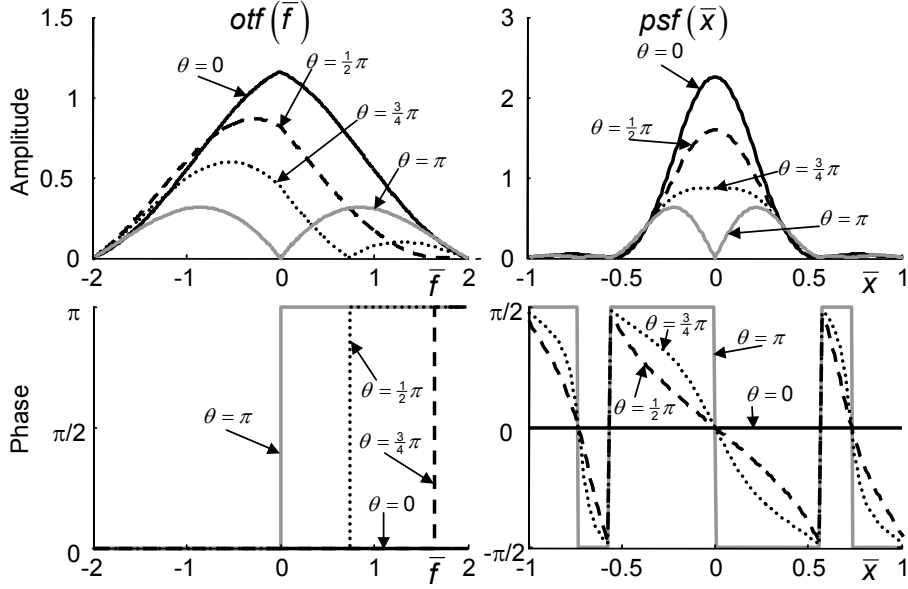 otf (f̅)
1.5
1
0.5
0
Amplitude
θ = 0
θ = ½π
θ = ¾π
θ = π
-2
-1
0
1
f̅
2
psf (x̅)
3
2
1
0
θ = 0
θ = ½π
θ = ¾π
θ = π
-1
-0.5
0
0.5
x̅
1
Phase
π
π/2
0
θ = π
θ = ½π
θ = ¾π
θ = 0
-2
-1
0
1
f̅
2
π/2
0
-π/2
θ = ¾π
θ = π
θ = ½π
θ = 0
-1
-0.5
0
0.5
x̅
1